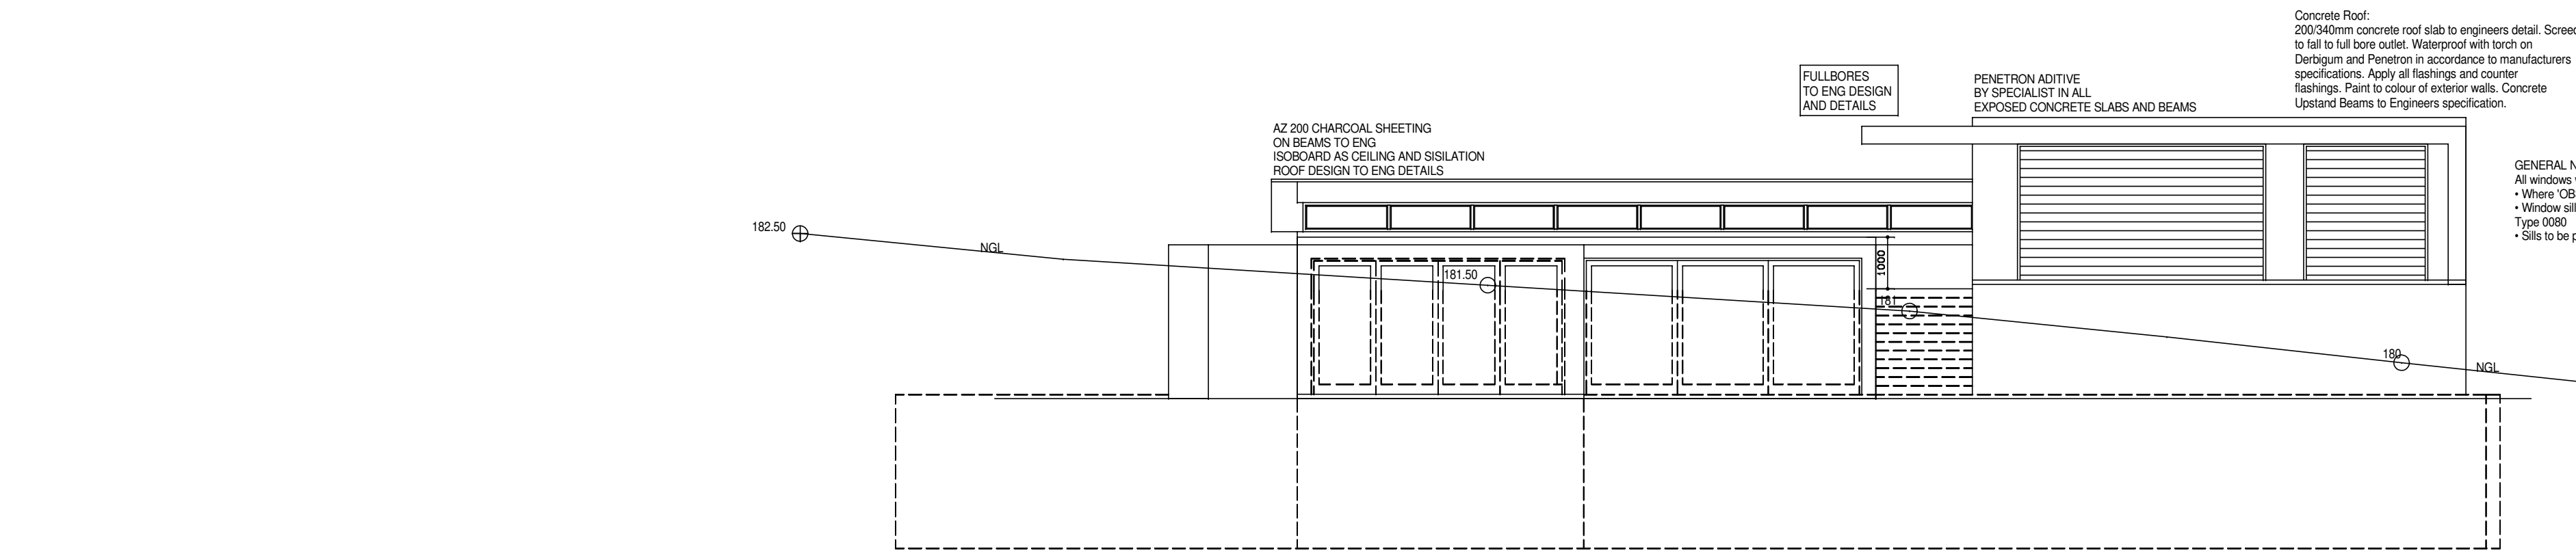 Concrete Roof:
200/340mm concrete roof slab to engineers detail. Screed
to fall to full bore outlet. Waterproof with torch on
Derbigum and Penetron in accordance to manufacturers
specifications. Apply all flashings and counter
flashings. Paint to colour of exterior walls. Concrete
Upstand Beams to Engineers specification.
FULLBORES
TO ENG DESIGN
AND DETAILS
PENETRON ADITIVE
BY SPECIALIST IN ALL
EXPOSED CONCRETE SLABS AND BEAMS
AZ 200 CHARCOAL SHEETING
ON BEAMS TO ENG
ISOBOARD AS CEILING AND SISILATION
ROOF DESIGN TO ENG DETAILS
GENERAL N
All windows
• Where 'OB
• Window sill
Type 0080
• Sills to be
182.50
NGL
181.50
1000
181
180
NGL